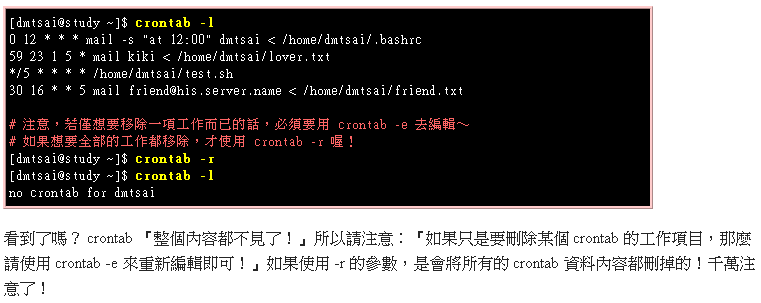 [dmtsai@study ~]$ crontab -l
0 12 * * * mail -s "at 12:00" dmtsai < /home/dmtsai/.bashrc
59 23 1 5 * mail kiki < /home/dmtsai/lover.txt
*/5 * * * * /home/dmtsai/test.sh
30 16 * * 5 mail friend@his.server.name < /home/dmtsai/friend.txt
# 注意，若僅想要移除一項工作而已的話，必須要用 crontab -e 去編輯～
# 如果想要全部的工作都移除，才使用 crontab -r 喔！
[dmtsai@study ~]$ crontab -r
[dmtsai@study ~]$ crontab -l
no crontab for dmtsai
看到了嗎？ crontab 『整個內容都不見了！』所以請注意：『如果只是要刪除某個 crontab 的工作項目，那麼
請使用 crontab -e 來重新編輯即可！』如果使用 -r 的參數，是會將所有的 crontab 資料內容都刪掉的！千萬注
意了！